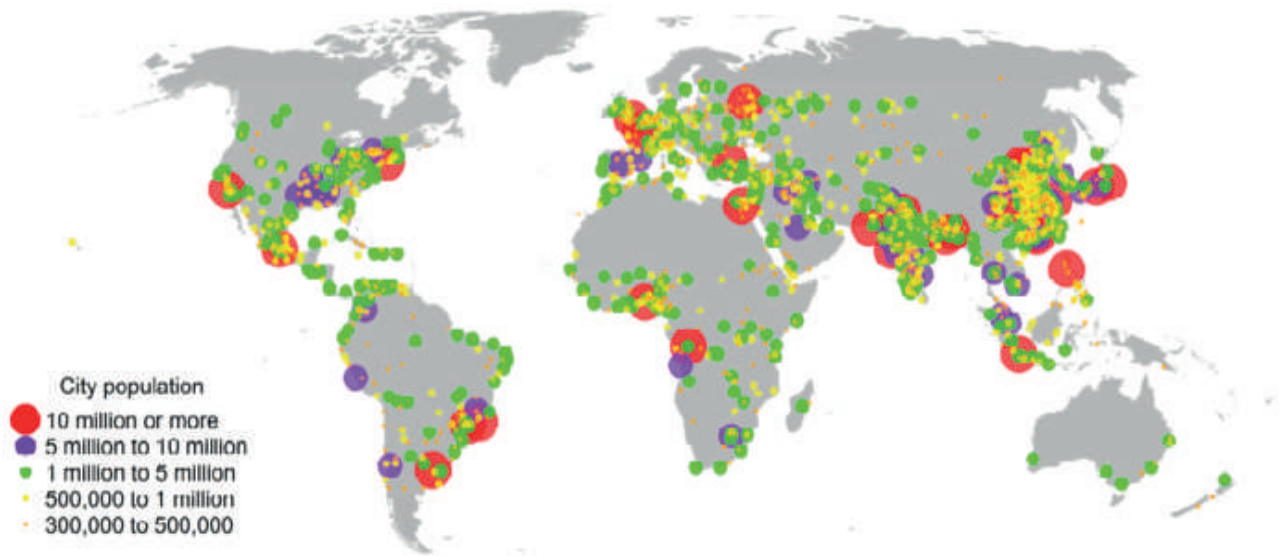 City population
10 million or more
5 million to 10 million
1 million to 5 million
500,000 to 1 million
300,000 to 500,000